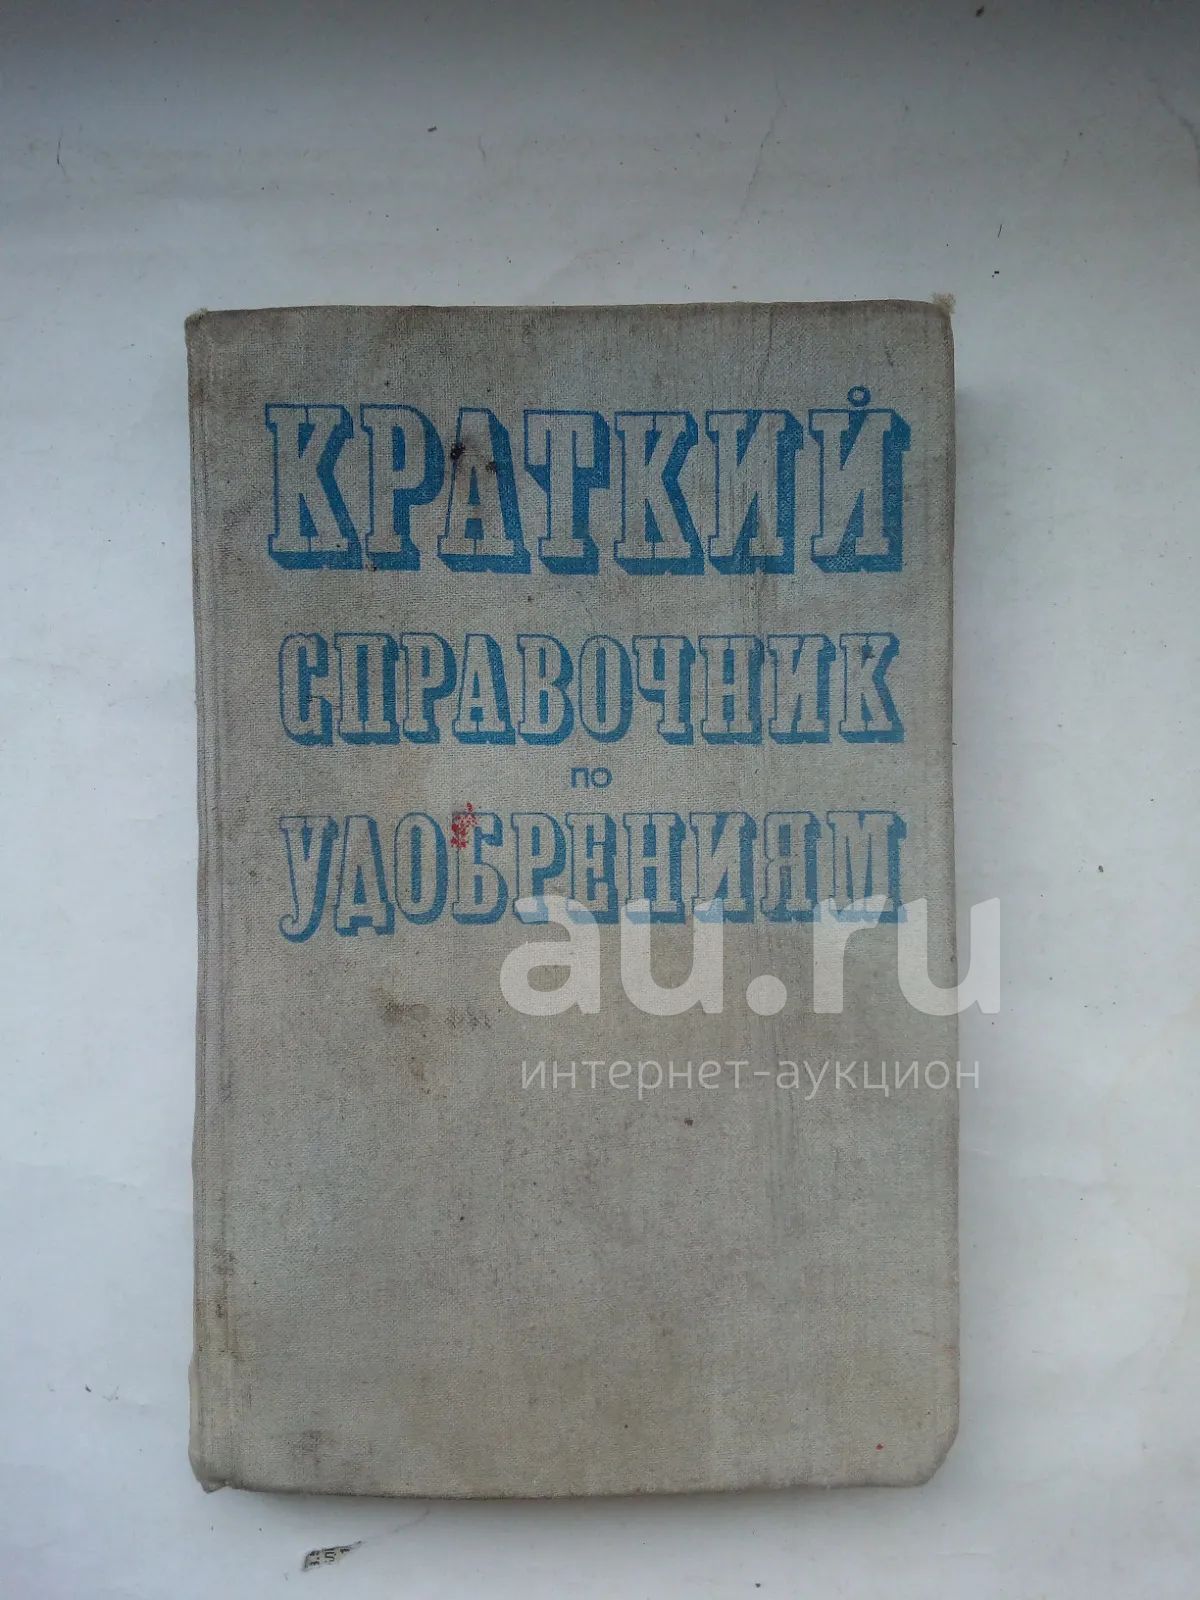 КРАТКИЙ
СПРАВОЧНИК
ПО
УДОБРЕНИЯМ
au.ru
интернет-аукцион